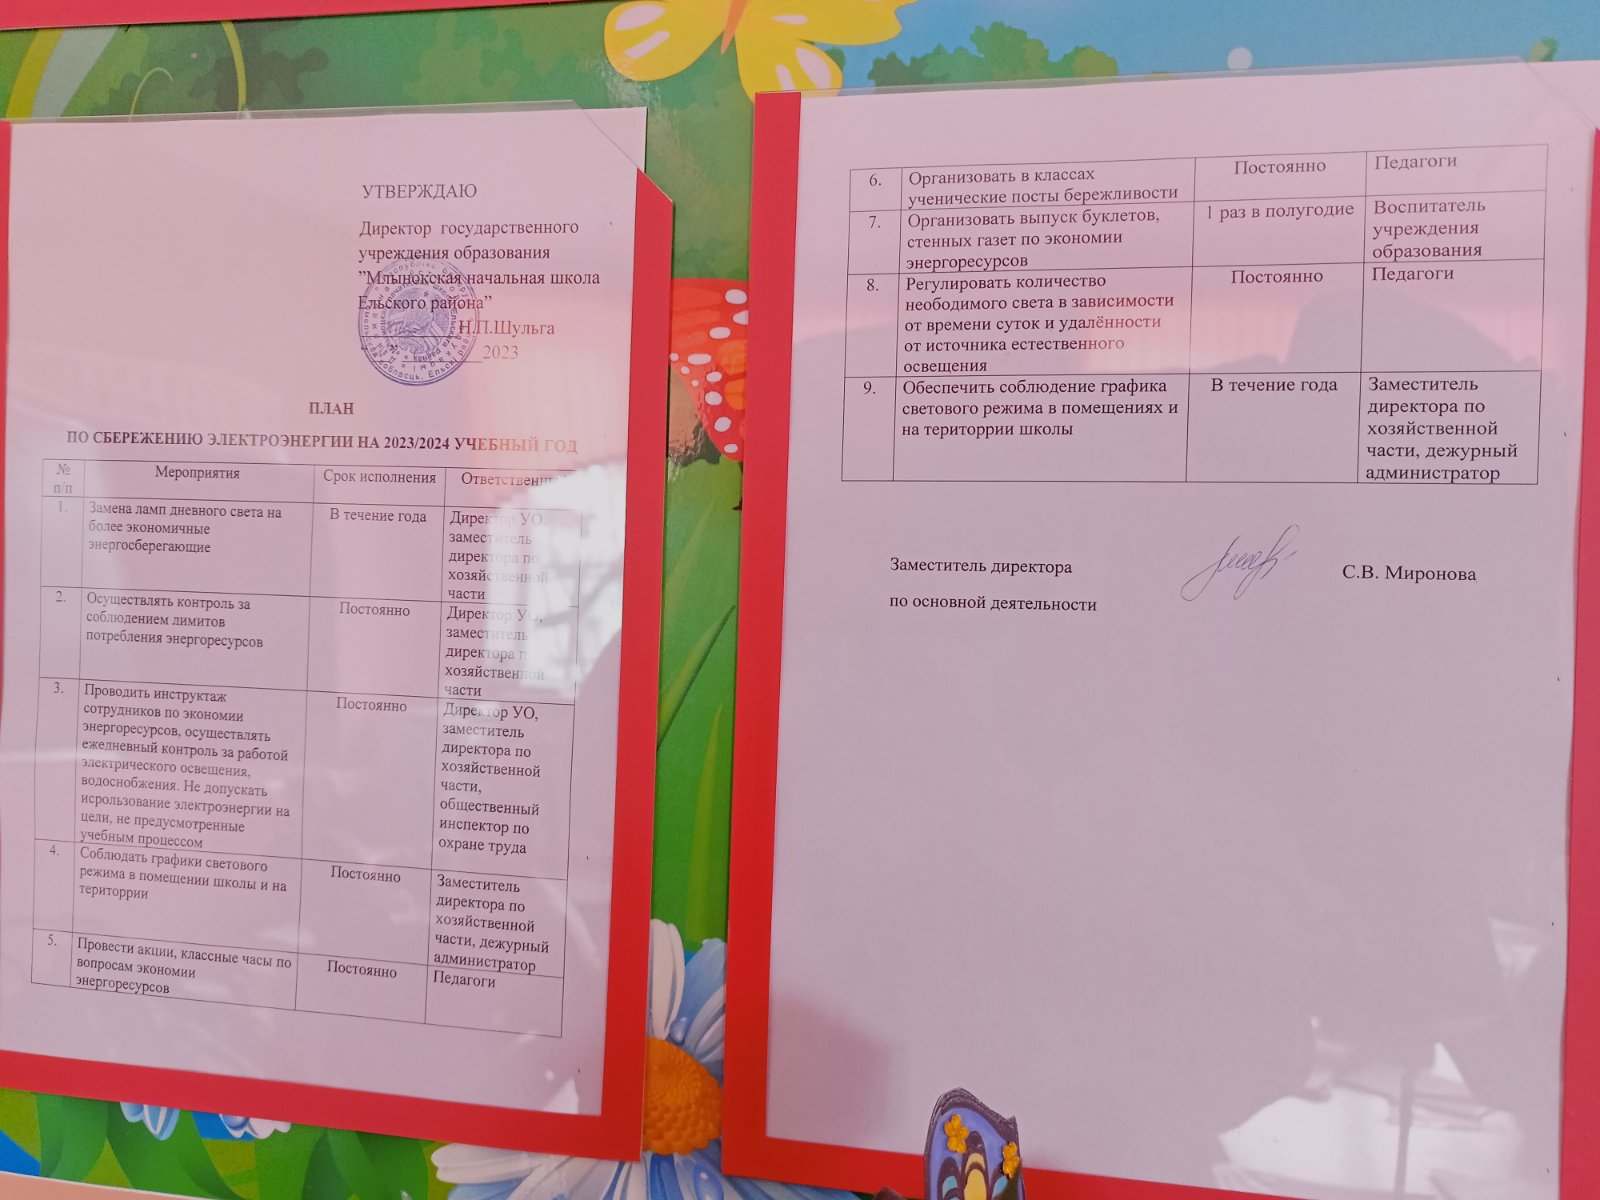 УТВЕРЖДАЮ
Директор государственного
учреждения образования
”Млынокская начальная школа
Ельского района”
Н.П.Шульга
2023
ПЛАН
ПО СБЕРЕЖЕНИЮ ЭЛЕКТРОЭНЕРГИИ НА 2023/2024 УЧЕБНЫЙ ГОД
№ п/п
Мероприятия
Срок исполнения
Ответственный
1.
Замена ламп дневного света на
более экономичные
энергосберегающие
В течение года
Директор УО,
заместитель
директора по
хозяйственной
части
2.
Осуществлять контроль за
соблюдением лимитов
потребления энергоресурсов
Постоянно
Директор УО,
заместитель
директора п
хозяйственной
части
3.
Проводить инструктаж
сотрудников по экономии
энергоресурсов, осуществлять
ежедневный контроль за работой
электрического освещения,
водоснобжения. Не допускать
исрользование электроэнергии на
цели, не предусмотренные
учебным процессом
Постоянно
Директор УО,
заместитель
директора по
хозяйственной
части,
общественный
инспектор по
охране труда
4.
Соблюдать графики светового
режима в помещении школы и на
територрии
Постоянно
Заместитель
директора по
хозяйственной
части, дежурный
администратор
5.
Провести акции, классные часы по
вопросам экономии
энергоресурсов
Постоянно
Педагоги
6.
Организовать в классах
ученические посты бережливости
Постоянно
Педагоги
7.
Организовать выпуск буклетов,
стенных газет по экономии
энергоресурсов
1 раз в полугодие
Воспитатель
учреждения
образования
8.
Регулировать количество
неободимого света в зависимости
от времени суток и удалённости
от источника естественного
освещения
Постоянно
Педагоги
9.
Обеспечить соблюдение графика
светового режима в помещениях и
на територрии школы
В течение года
Заместитель
директора по
хозяйственной
части, дежурный
администратор
Заместитель директора
по основной деятельности
С.В. Миронова